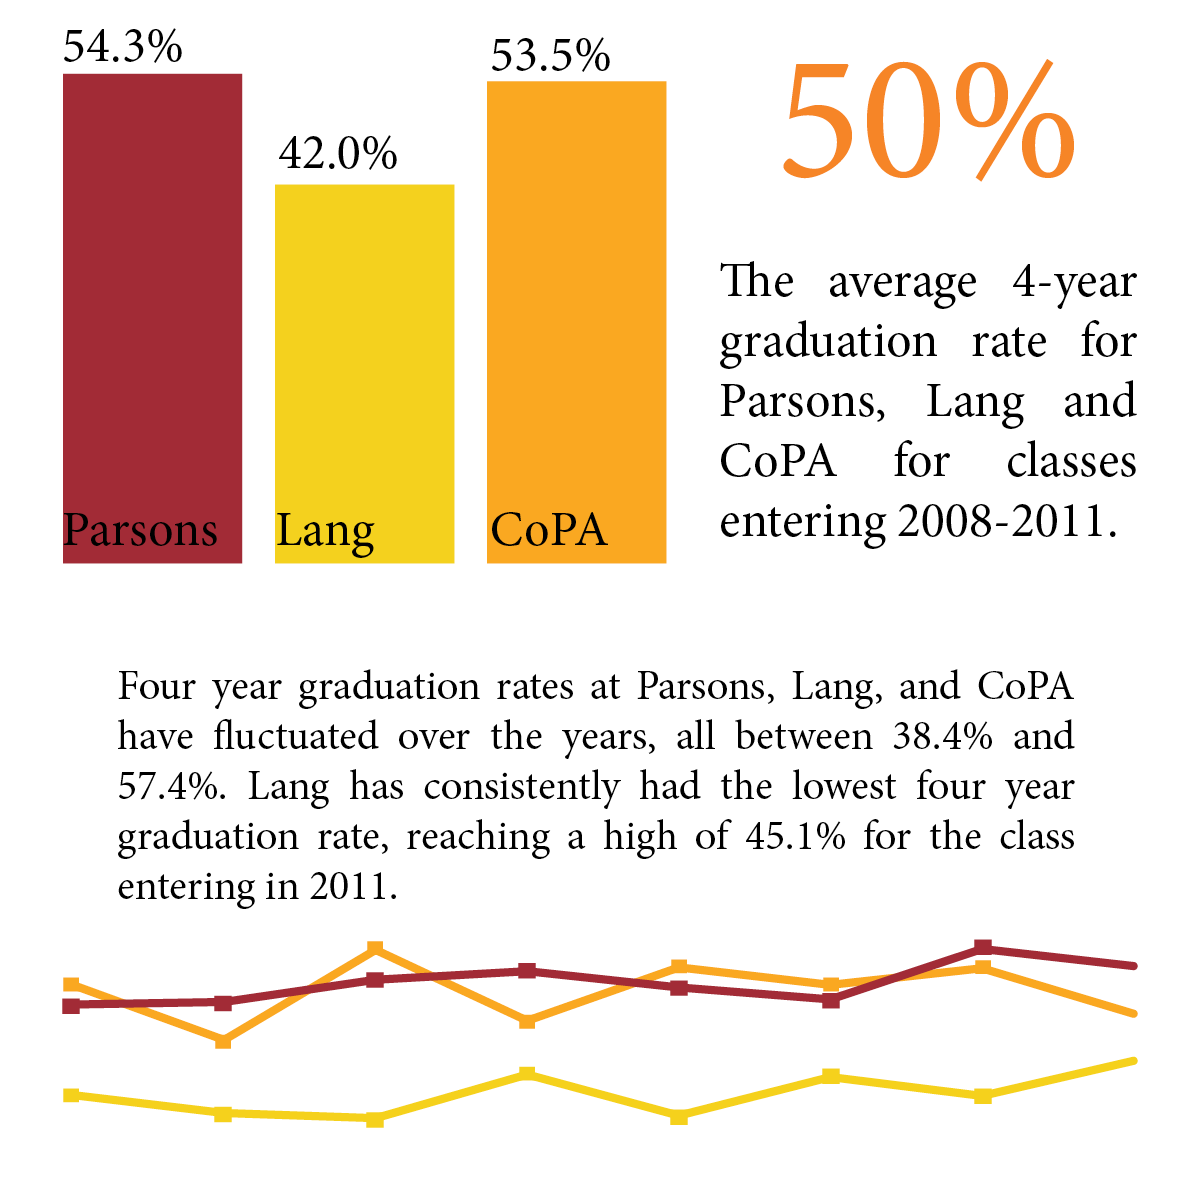 54.3%
42.0%
53.5%
Parsons
Lang
CoPA
50%
The average 4-year
graduation rate for
Parsons, Lang and
CoPA for classes
entering 2008-2011.
Four year graduation rates at Parsons, Lang, and CoPA
have fluctuated over the years, all between 38.4% and
57.4%. Lang has consistently had the lowest four year
graduation rate, reaching a high of 45.1% for the class
entering in 2011.